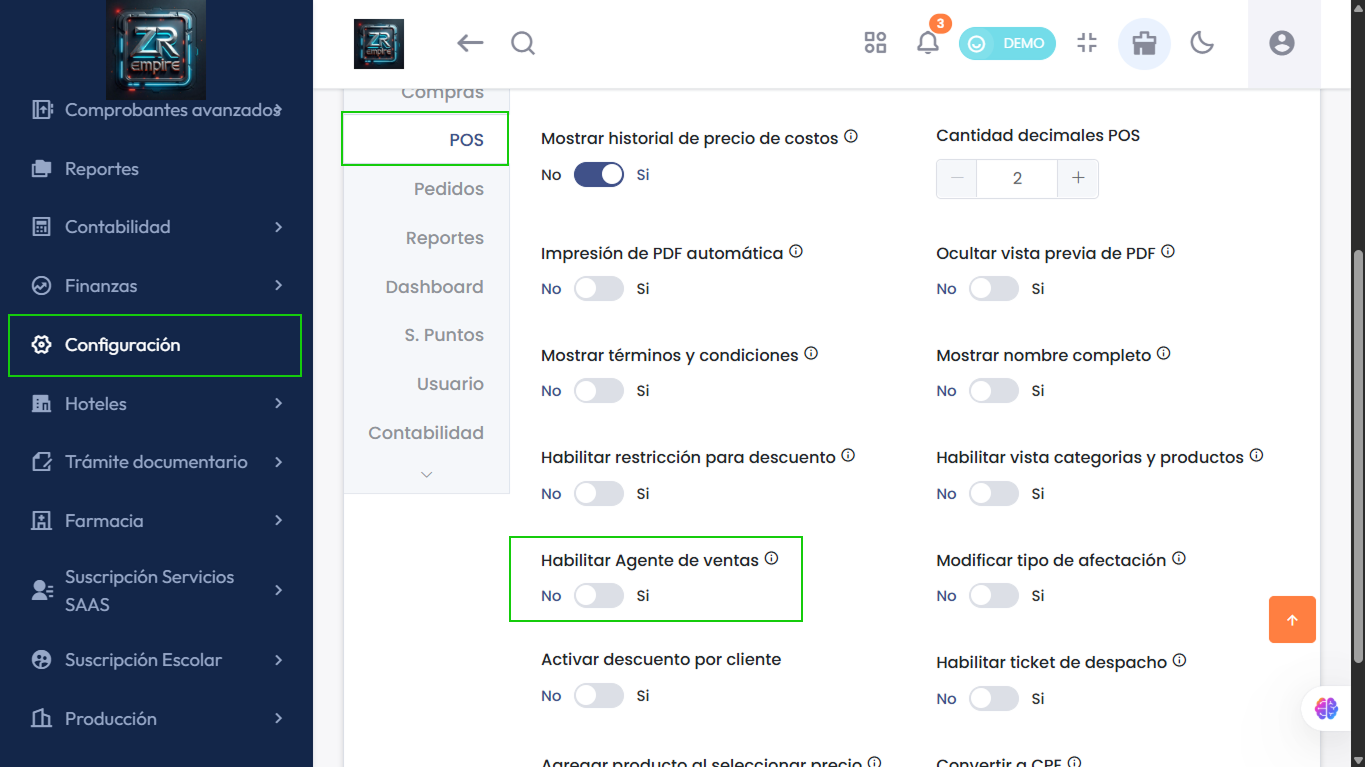 ZR
empire
Comprobantes avanzados
Reportes
Contabilidad
Finanzas
Configuración
Hoteles
Trámite documentario
Farmacia
Suscripción Servicios
SAAS
Suscripción Escolar
Producción
ZR
empire
3
DEMO
Compras
POS
Pedidos
Reportes
Dashboard
S. Puntos
Usuario
Contabilidad
Mostrar historial de precio de costos
No Si
Cantidad decimales POS
2
Impresión de PDF automática
No Si
Ocultar vista previa de PDF
No Si
Mostrar términos y condiciones
No Si
Mostrar nombre completo
No Si
Habilitar restricción para descuento
No Si
Habilitar vista categorias y productos
No Si
Habilitar Agente de ventas
No Si
Modificar tipo de afectación
No Si
Activar descuento por cliente
No Si
Habilitar ticket de despacho
No Si
Agregar producto al seleccionar precio
Convertir a CPE